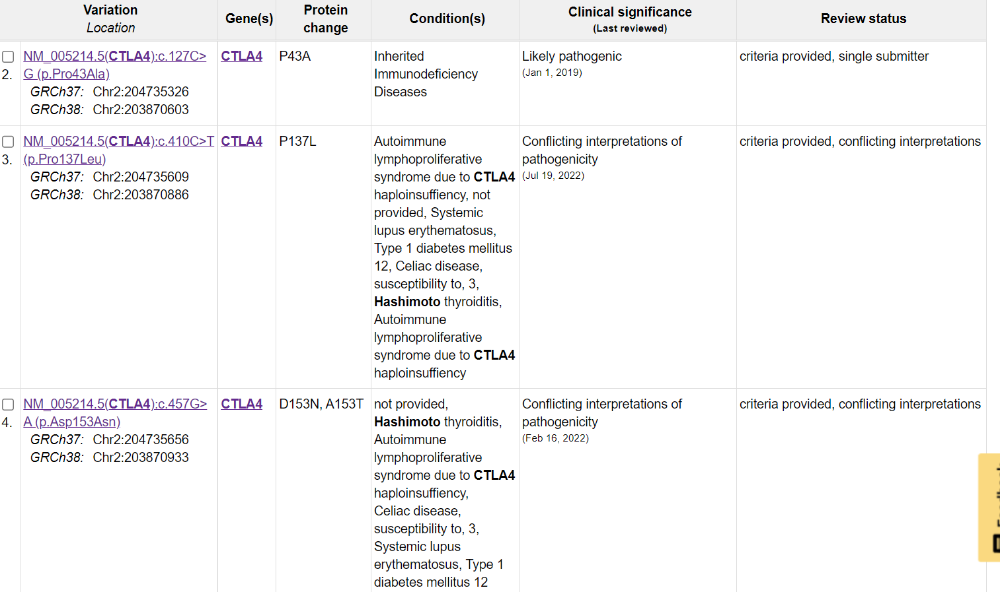 Variation
Location
Gene(s)
Protein
change
Condition(s)
Clinical significance
(Last reviewed)
Review status
2.
NM_005214.5(CTLA4):c.127C>
G (p.Pro43Ala)
GRCh37: Chr2:204735326
GRCh38: Chr2:203870603
CTLA4
P43A
Inherited
Immunodeficiency
Diseases
Likely pathogenic
(Jan 1, 2019)
criteria provided, single submitter
3.
NM_005214.5(CTLA4):c.410C>T
(p.Pro137Leu)
GRCh37: Chr2:204735609
GRCh38: Chr2:203870886
CTLA4
P137L
Autoimmune
lymphoproliferative
syndrome due to CTLA4
haploinsuffiency, not
provided, Systemic
lupus erythematosus,
Type 1 diabetes mellitus
12, Celiac disease,
susceptibility to, 3,
Hashimoto thyroiditis,
Autoimmune
lymphoproliferative
syndrome due to CTLA4
haploinsuffiency
Conflicting interpretations of
pathogenicity
(Jul 19, 2022)
criteria provided, conflicting interpretations
4.
NM_005214.5(CTLA4):c.457G>
A (p.Asp153Asn)
GRCh37: Chr2:204735656
GRCh38: Chr2:203870933
CTLA4
D153N, A153T
not provided,
Hashimoto thyroiditis,
Autoimmune
lymphoproliferative
syndrome due to CTLA4
haploinsuffiency,
Celiac disease,
susceptibility to, 3,
Systemic lupus
erythematosus, Type 1
diabetes mellitus 12
Conflicting interpretations of
pathogenicity
(Feb 16, 2022)
criteria provided, conflicting interpretations